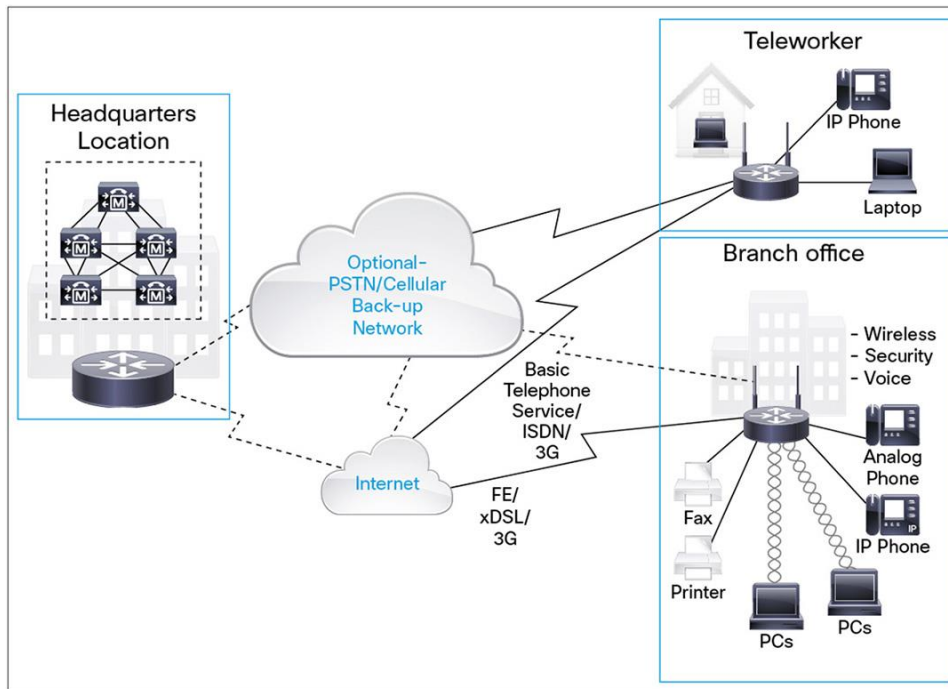 Headquarters
Location
M
M
M
M
M
Optional-
PSTN/Cellular
Back-up
Network
Internet
Basic
Telephone
Service/
ISDN/
3G
FE/
xDSL/
3G
Teleworker
IP Phone
Laptop
Branch office
- Wireless
- Security
- Voice
Analog
Phone
Fax
IP
IP Phone
Printer
PCs
PCs